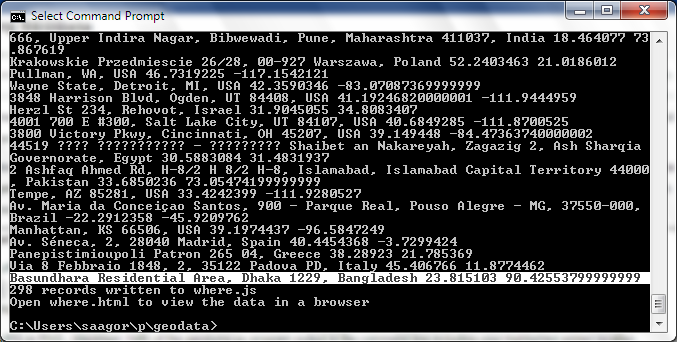 Select Command Prompt
666, Upper Indira Nagar, Bibwewadi, Pune, Maharashtra 411037, India 18.464077 73
.867619
Krakowskie Przedmiescie 26/28, 00-927 Warszawa, Poland 52.2403463 21.0186012
Pullman, WA, USA 46.7319225 -117.1542121
Wayne State, Detroit, MI, USA 42.3590346 -83.07087369999999
3848 Harrison Blvd, Ogden, UT 84408, USA 41.19246820000001 -111.9444959
Herzl St 234, Rehovot, Israel 31.9045055 34.8083407
4001 700 E #300, Salt Lake City, UT 84107, USA 40.6849285 -111.8700525
3800 Victory Pkwy, Cincinnati, OH 45207, USA 39.149448 -84.47363740000002
44519 ???? ??????????? - ????????? Shaibet an Nakareyah, Zagazig 2, Ash Sharqia
Governorate, Egypt 30.5883084 31.4831937
2 Ashfaq Ahmed Rd, H-8/2 H 8/2 H-8, Islamabad, Islamabad Capital Territory 44000
, Pakistan 33.6850236 73.05474199999999
Tempe, AZ 85281, USA 33.4242399 -111.9280527
Av. Maria da Conceiçao Santos, 900 - Parque Real, Pouso Alegre - MG, 37550-000,
Brazil -22.2912358 -45.9209762
Manhattan, KS 66506, USA 39.1974437 -96.5847249
Av. Séneca, 2, 28040 Madrid, Spain 40.4454368 -3.7299424
Panepistimioupoli Patron 265 04, Greece 38.28923 21.785369
Via 8 Febbraio 1848, 2, 35122 Padova PD, Italy 45.406766 11.8774462
Basundhara Residential Area, Dhaka 1229, Bangladesh 23.815103 90.42553799999999
298 records written to where.js
Open where.html to view the data in a browser
C:\Users\saagor\p\geodata>